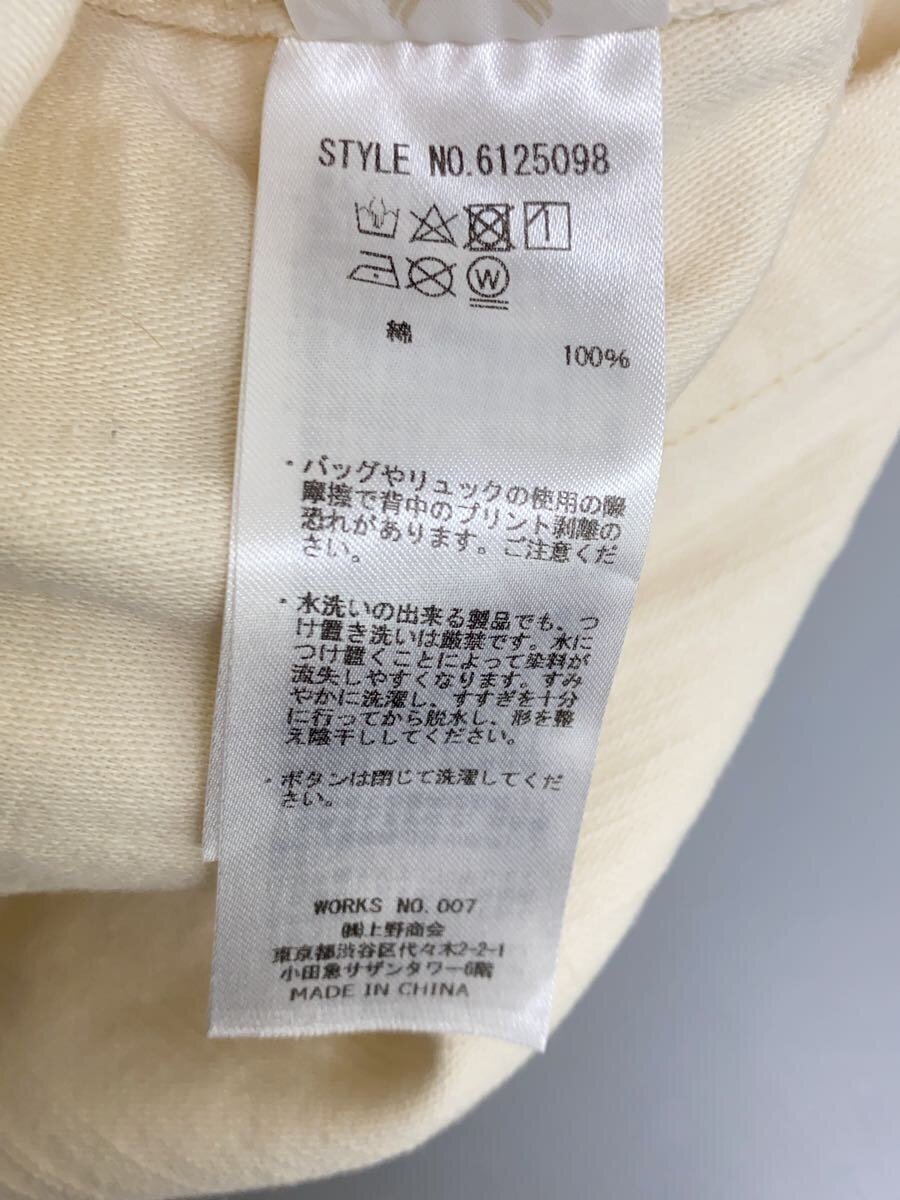 STYLE NO.6125098
W
綿 100%
・バッグやリュックの使用の際
摩擦で背中のプリント剥離の
恐れがあります。ご注意くだ
さい。
・水洗いの出来る製品でも、つ
け置き洗いは厳禁です。水に
つけ置くことによって染料が
流失しやすくなります。すみ
やかに洗濯し、すすぎを十分
に行ってから脱水し、形を整
え陰干ししてください。
・ボタンは閉じて洗濯してくだ
さい。
WORKS NO.007
㈱上野商会
東京都渋谷区代々木2-2-1
小田急サザンタワー6階
MADE IN CHINA